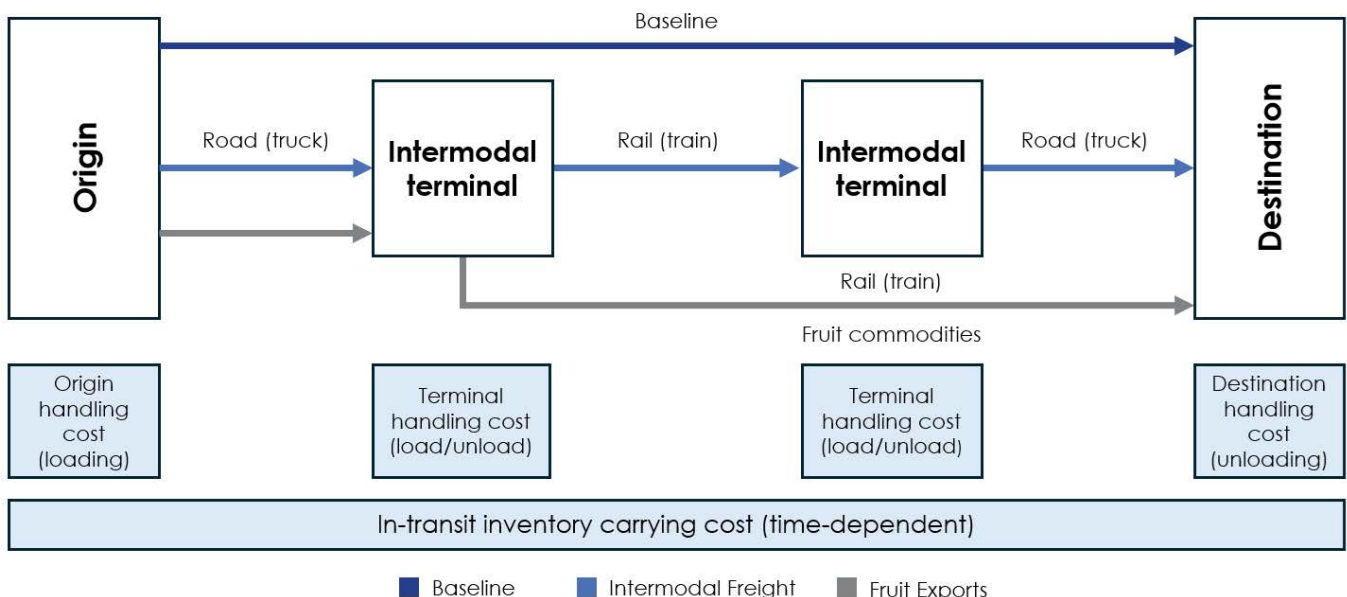 Baseline
Origin
Road (truck)
Intermodal
terminal
Rail (train)
Intermodal
terminal
Road (truck)
Destination
Rail (train)
Fruit commodities
Origin
handling
cost
(loading)
Terminal
handling cost
(load/unload)
Terminal
handling cost
(load/unload)
Destination
handling
cost
(unloading)
In-transit inventory carrying cost (time-dependent)
Baseline
Intermodal Freight
Fruit Exports